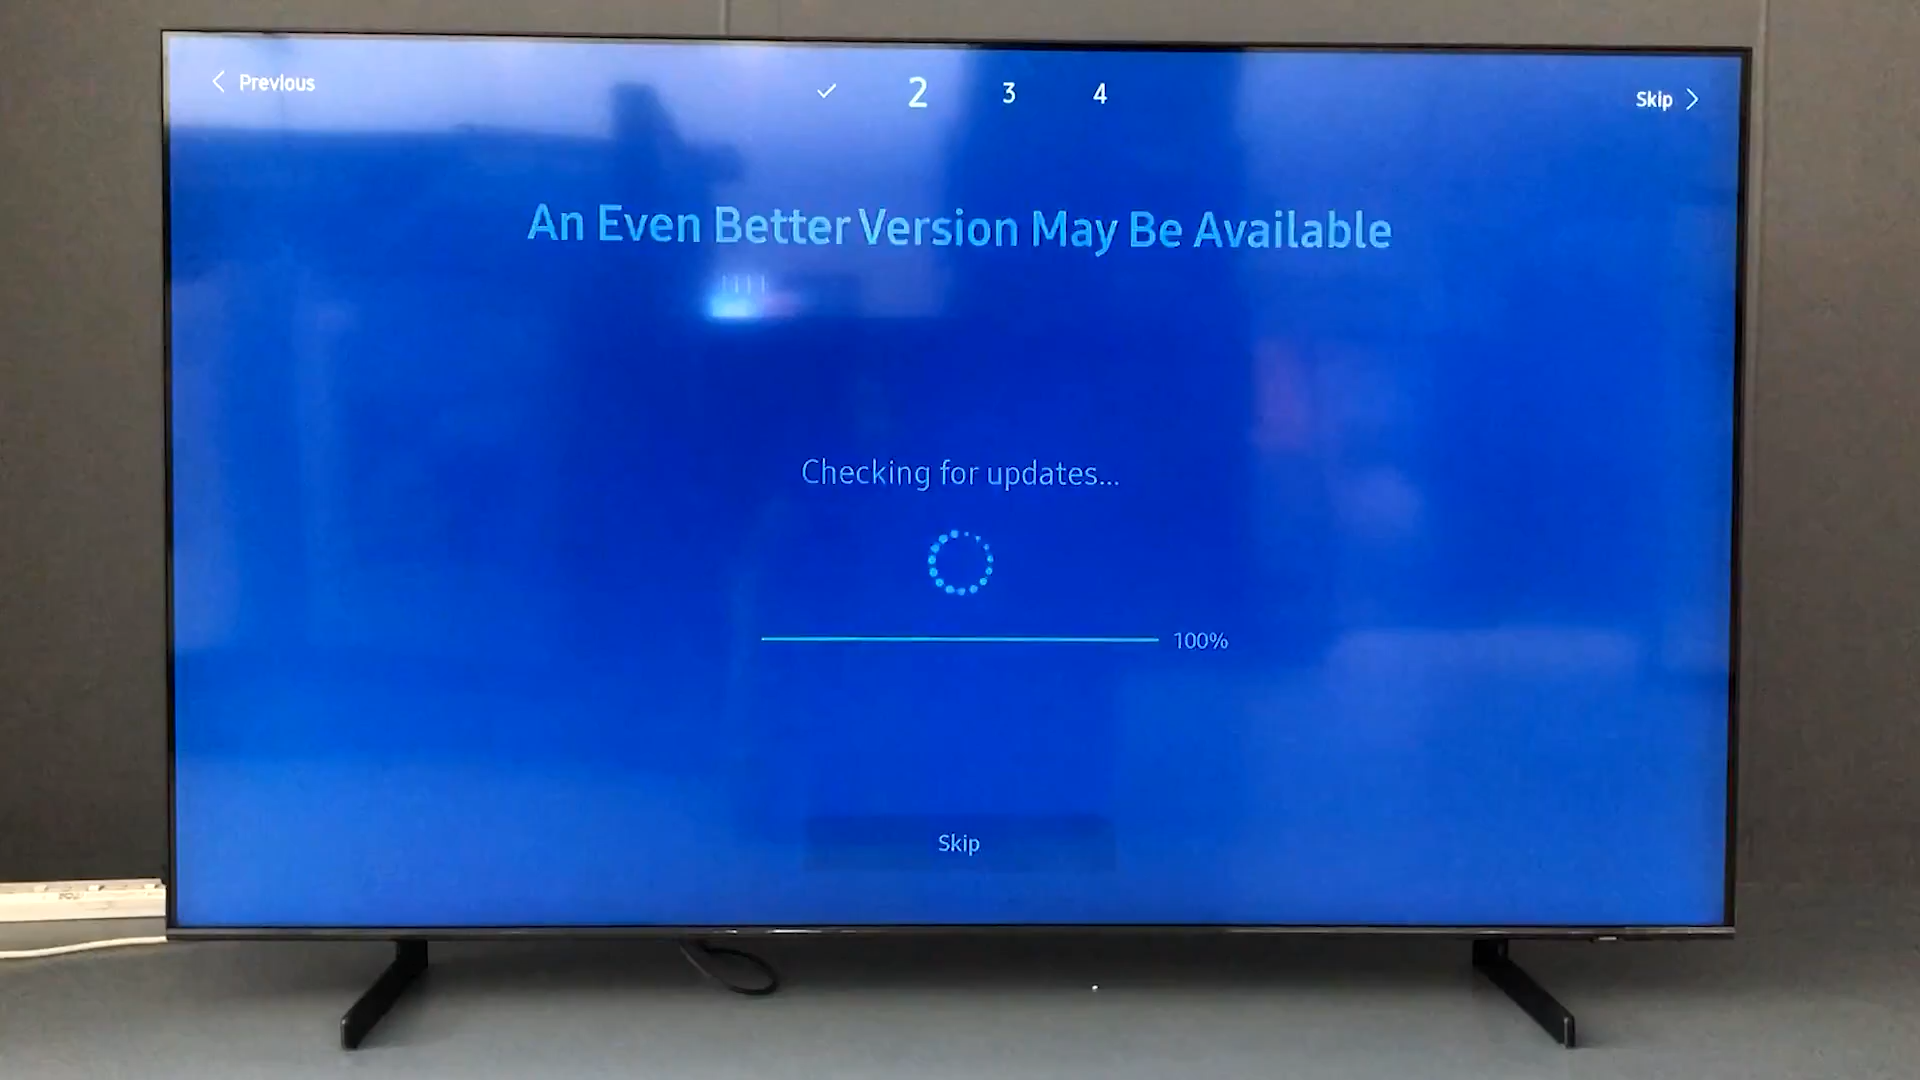 Previous
2
3
4
Skip
An Even Better Version May Be Available
Checking for updates...
100%
Skip